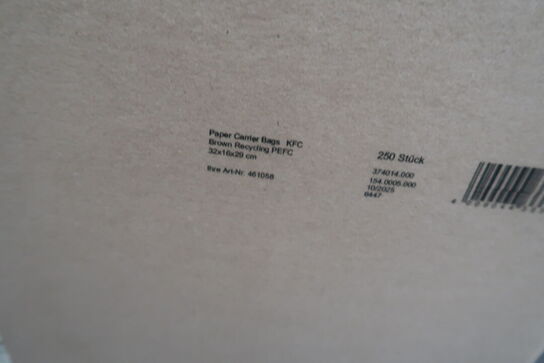 Paper Carrier Bags KFC
Brown Recycling PEFC
32x16x29 cm
Ihre Art-Nr. 461058
250 Stück
374014.000
154.0005.000
10/2025
0447